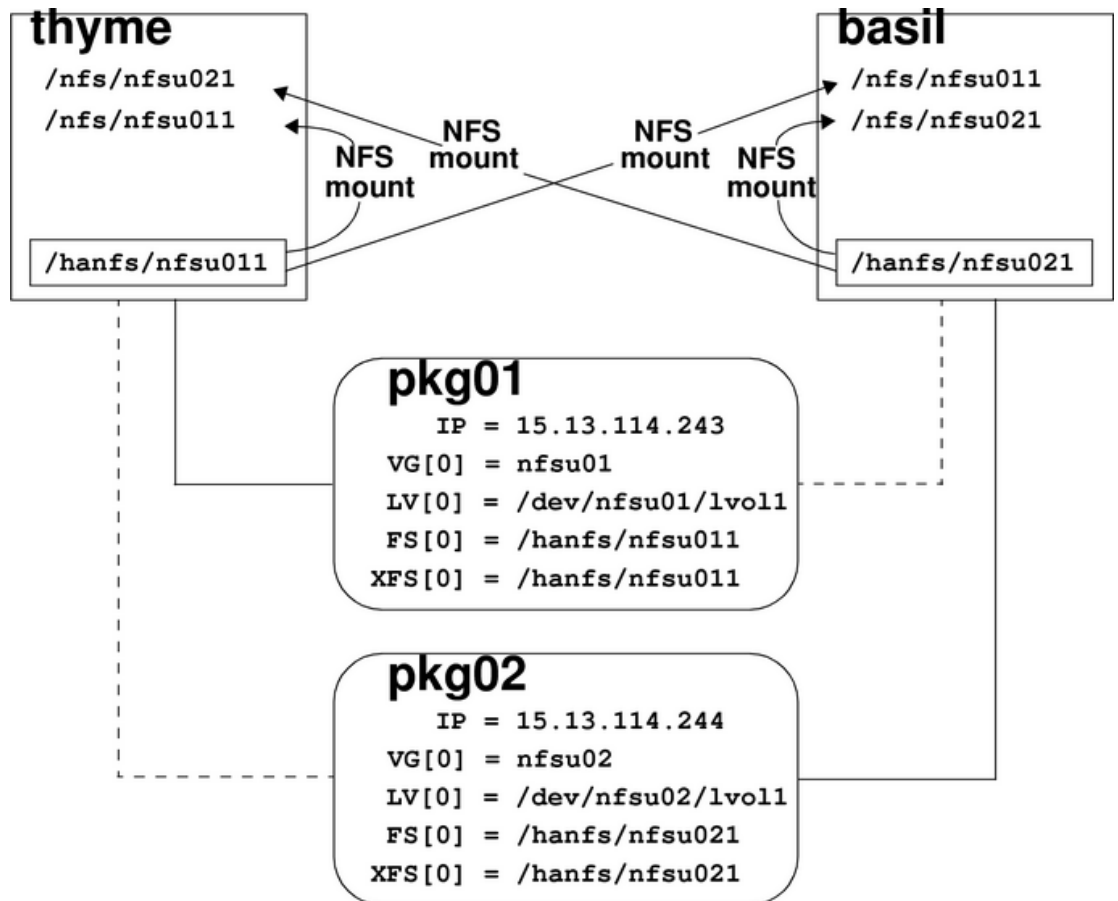 thyme
/nfs/nfsu021
/nfs/nfsu011
/hanfs/nfsu011
NFS
mount
NFS
mount
NFS
mount
NFS
mount
basil
/nfs/nfsu011
/nfs/nfsu021
/hanfs/nfsu021
pkg01
IP = 15.13.114.243
VG[0] = nfsu01
LV[0] = /dev/nfsu01/lvol1
FS[0] = /hanfs/nfsu011
XFS[0] = /hanfs/nfsu011
pkg02
IP = 15.13.114.244
VG[0] = nfsu02
LV[0] = /dev/nfsu02/lvol1
FS[0] = /hanfs/nfsu021
XFS[0] = /hanfs/nfsu021